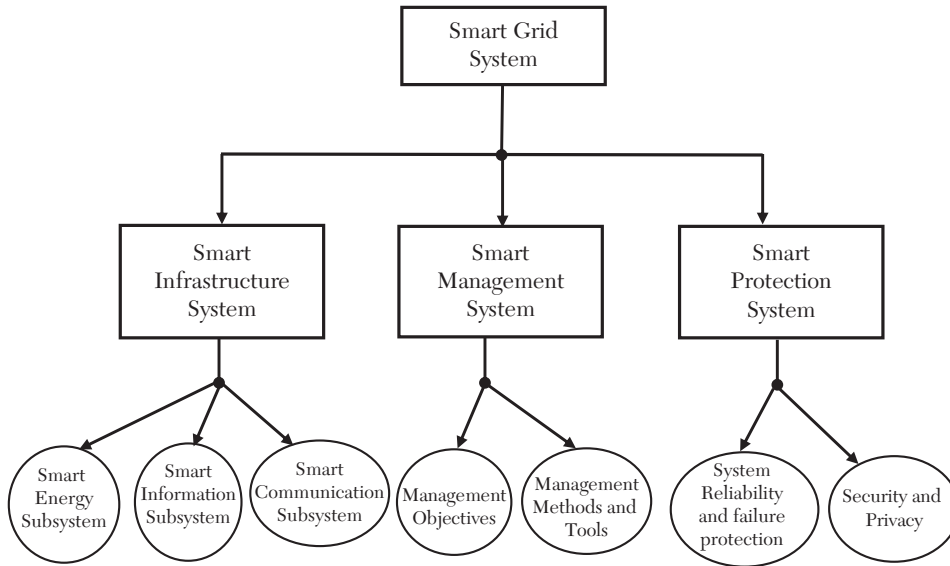 Smart Grid
System
Smart
Infrastructure
System
Smart
Management
System
Smart
Protection
System
Smart
Energy
Subsystem
Smart
Information
Subsystem
Smart
Communication
Subsystem
Management
Objectives
Management
Methods and
Tools
System
Reliability
and failure
protection
Security and
Privacy